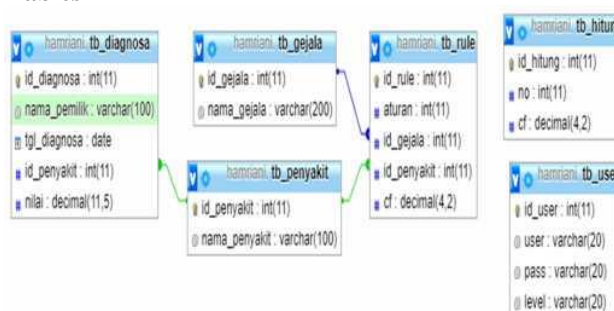 hamriani tb_diagnosa
id_diagnosa : int(11)
nama_pemilik : varchar(100)
tgl_diagnosa : date
id_penyakit : int(11)
nilai : decimal(11,5)
hamriani tb_gejala
id_gejala : int(11)
nama_gejala : varchar(200)
hamriani tb_penyakit
id_penyakit : int(11)
nama_penyakit : varchar(100)
hamriani tb_rule
id_rule : int(11)
aturan : int(11)
id_gejala : int(11)
id_penyakit : int(11)
cf : decimal(4,2)
hamriani tb_hitun
id_hitung : int(11)
no : int(11)
cf : decimal(4,2)
hamriani tb_use
id_user : int(11)
user : varchar(20)
pass : varchar(20)
level : varchar(20)